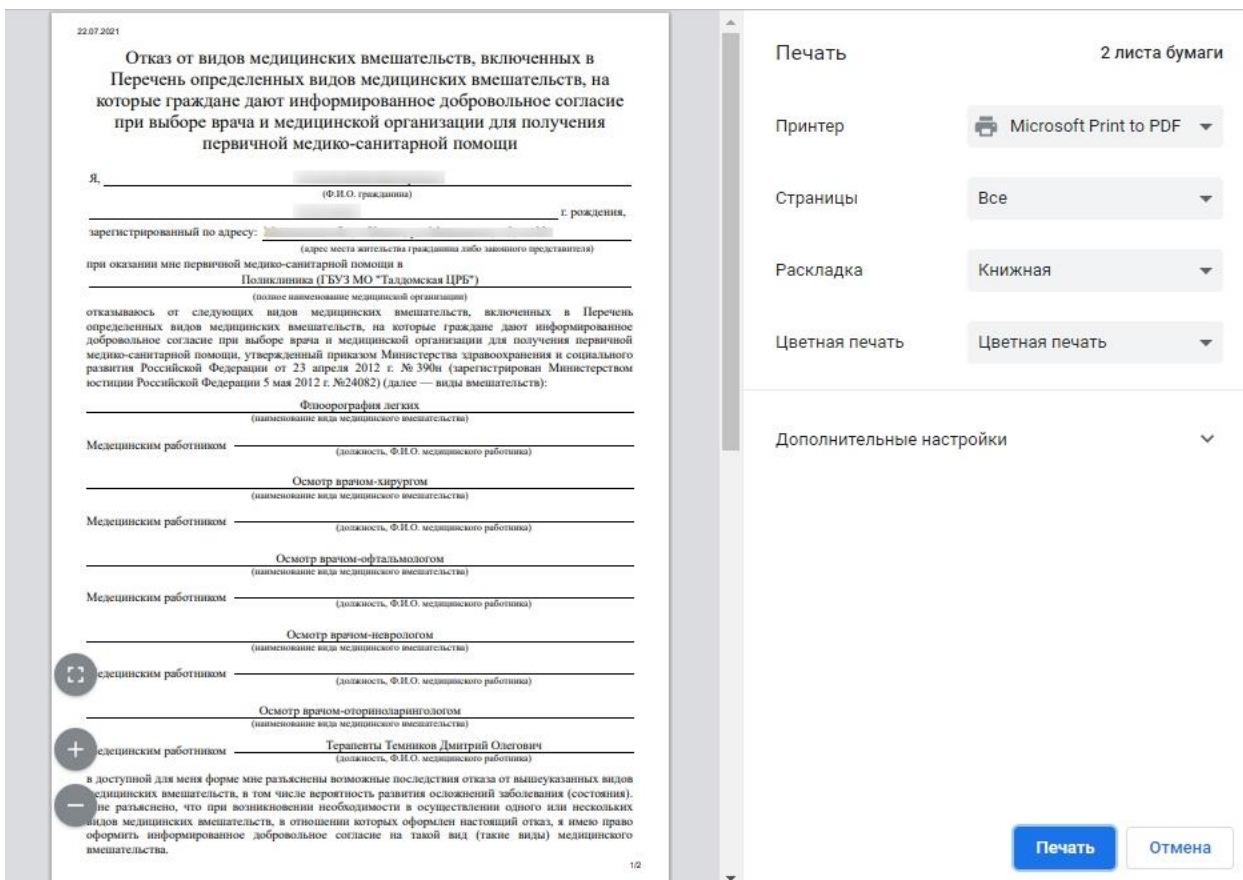 22.07.2021
Отказ от видов медицинских вмешательств, включенных в
Перечень определенных видов медицинских вмешательств, на
которые граждане дают информированное добровольное согласие
при выборе врача и медицинской организации для получения
первичной медико-санитарной помощи
Я,
(Ф.И.О. гражданина)
г. рождения,
зарегистрированный по адресу:
(адрес места жительства гражданина либо законного представителя)
при оказании мне первичной медико-санитарной помощи в
Поликлиника (ГБУЗ МО "Талдомская ЦРБ")
(полное наименование медицинской организации)
отказываюсь от следующих видов медицинских вмешательств, включенных в Перечень
определенных видов медицинских вмешательств, на которые граждане дают информированное
добровольное согласие при выборе врача и медицинской организации для получения первичной
медико-санитарной помощи, утвержденный приказом Министерства здравоохранения и социального
развития Российской Федерации от 23 апреля 2012 г. № 390н (зарегистрирован Министерством
юстиции Российской Федерации 5 мая 2012 г. №24082) (далее — виды вмешательств):
Флюорография легких
(наименование вида медицинского вмешательства)
Медецинским работником
(должность, Ф.И.О. медицинского работника)
Осмотр врачом-хирургом
(наименование вида медицинского вмешательства)
Медецинским работником
(должность, Ф.И.О. медицинского работника)
Осмотр врачом-офтальмологом
(наименование вида медицинского вмешательства)
Медецинским работником
(должность, Ф.И.О. медицинского работника)
Осмотр врачом-неврологом
(наименование вида медицинского вмешательства)
едецинским работником
(должность, Ф.И.О. медицинского работника)
Осмотр врачом-оториноларингологом
(наименование вида медицинского вмешательства)
едецинским работником Терапевты Темников Дмитрий Олегович
(должность, Ф.И.О. медицинского работника)
в доступной для меня форме мне разъяснены возможные последствия отказа от вышеуказанных видов
едицинских вмешательств, в том числе вероятность развития осложнений заболевания (состояния).
не разъяснено, что при возникновении необходимости в осуществлении одного или нескольких
видов медицинских вмешательств, в отношении которых оформлен настоящий отказ, я имею право
оформить информированное добровольное согласие на такой вид (такие виды) медицинского
вмешательства.
1/2
Печать 2 листа бумаги
Принтер Microsoft Print to PDF
Страницы Все
Раскладка Книжная
Цветная печать Цветная печать
Дополнительные настройки
Печать Отмена